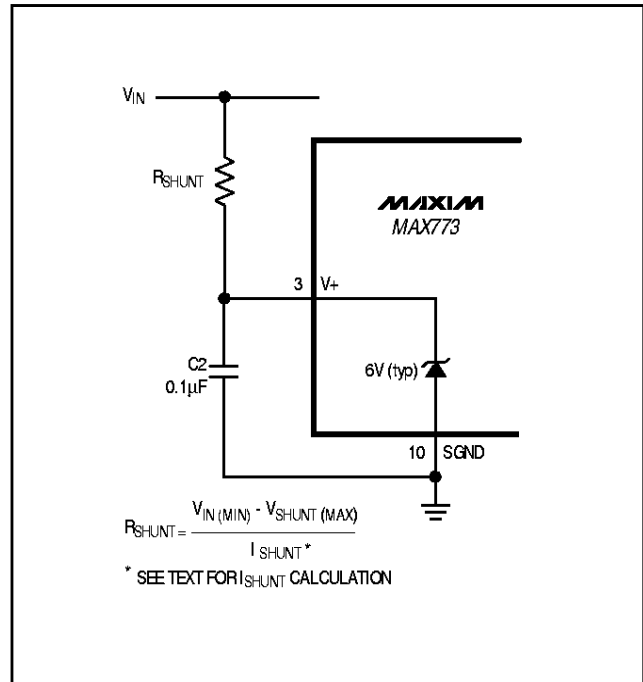 VIN
RSHUNT
MAXIM
MAX773
3 V+
C2
0.1µF
6V (typ)
10 SGND
RSHUNT = VIN (MIN) - VSHUNT (MAX)
I SHUNT *
* SEE TEXT FOR ISHUNT CALCULATION